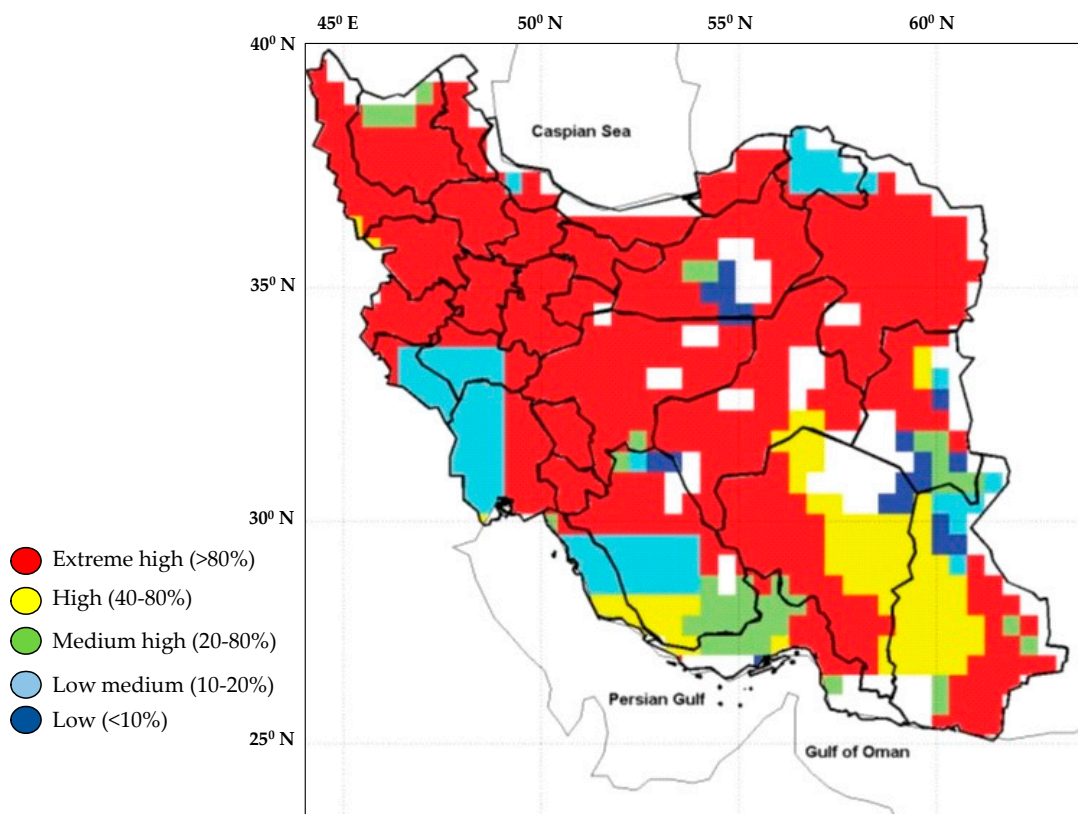 45⁰ E
50⁰ N
55⁰ N
60⁰ N
40⁰ N
Caspian Sea
35⁰ N
30⁰ N
Extreme high (>80%)
High (40-80%)
Medium high (20-80%)
Low medium (10-20%)
Persian Gulf
Low (<10%)
25⁰ N
Gulf of Oman